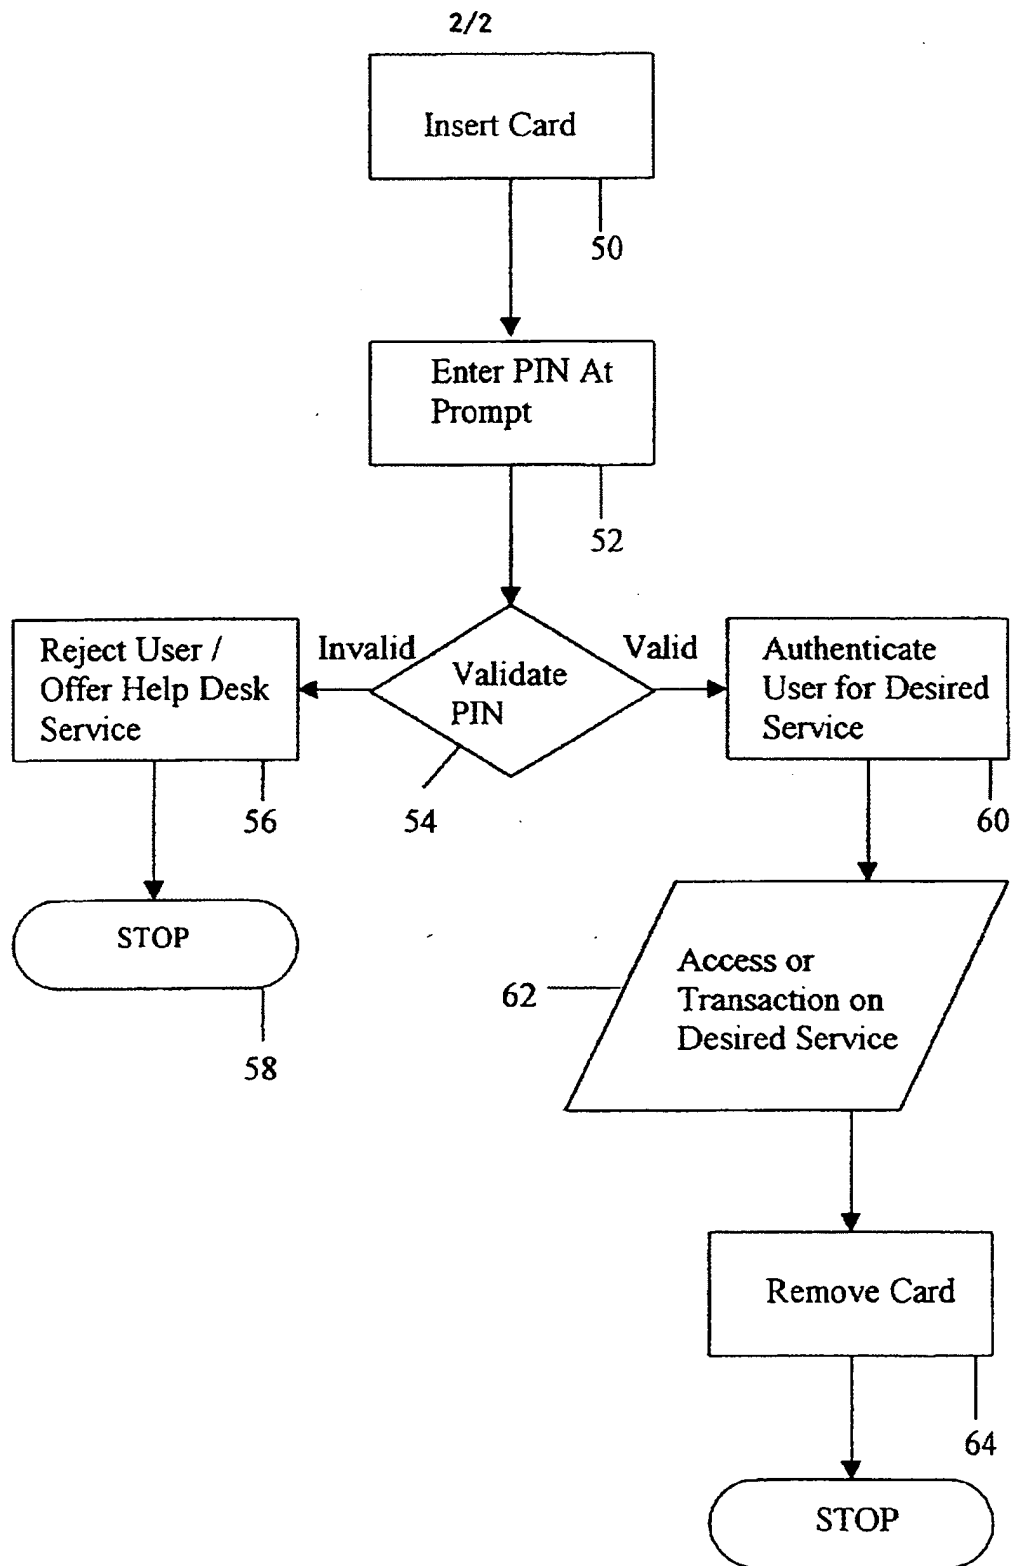 2/2
Insert Card
50
Enter PIN At
Prompt
52
Invalid
Valid
Reject User /
Offer Help Desk
Service
56
Validate
PIN
54
Authenticate
User for Desired
Service
60
STOP
58
Access or
Transaction on
Desired Service
62
Remove Card
64
STOP